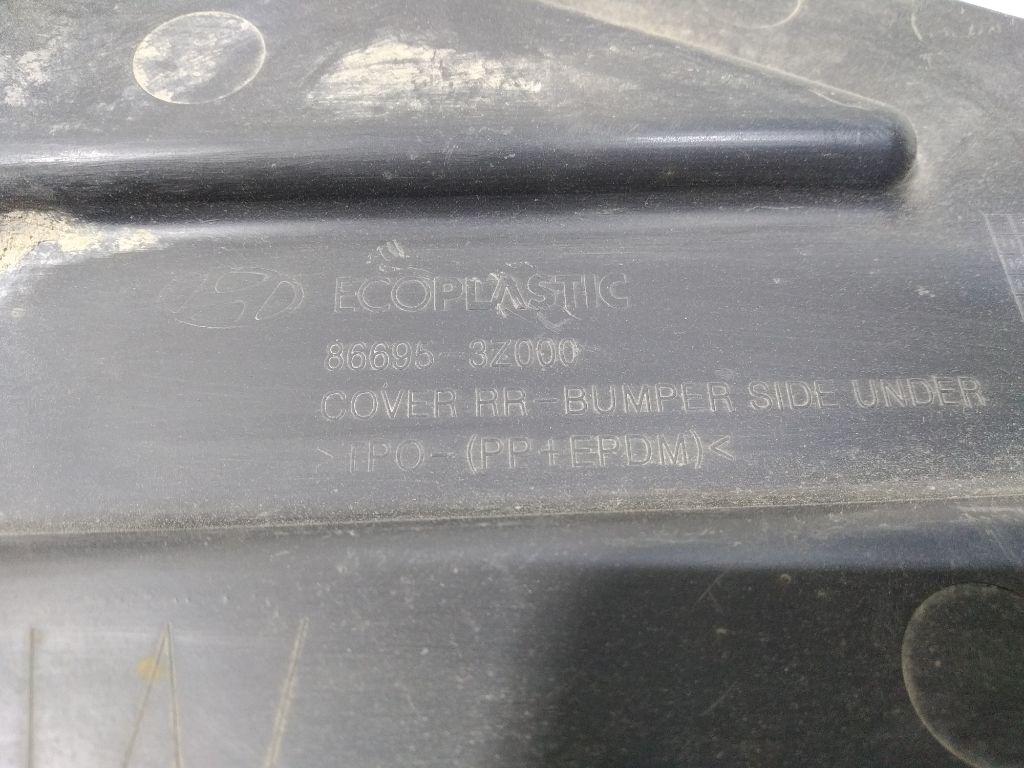 ECOPLASTIC
86695-3Z000
COVER RR-BUMPER SIDE UNDER
>TPO-(PP+EPDM)<